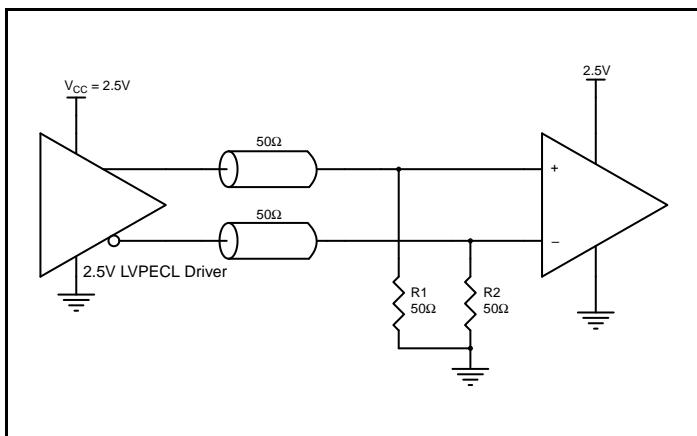 V_CC = 2.5V
2.5V
50Ω
+
50Ω
–
2.5V LVPECL Driver
R1
50Ω
R2
50Ω